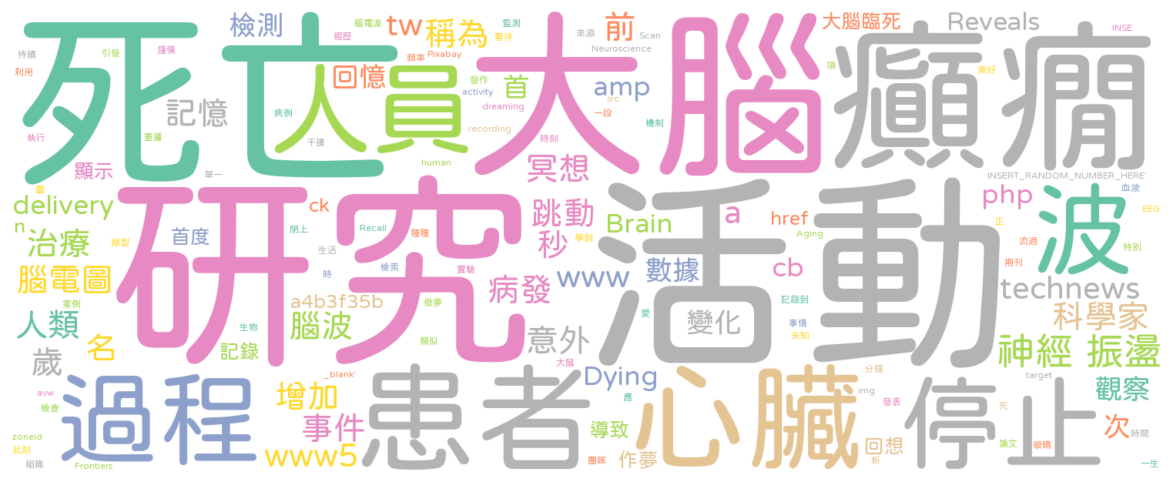 死亡
大腦
癲癇
人員
研究
活動
過程
患者
心臟
停止
波
檢測
tw
稱為
前
大腦臨死
Reveals
INSE
腦電波
經歷
監測
看待
來源
Scan
Neuroscience
持續
引發
謹慎
利用
頻率
Pixabay
回憶
發作
首
activity
amp
src
項
美好
記憶
病例
dreaming
一段
機制
執行
重播
干擾
recording
時刻
顯示
單一
human
冥想
INSERT_RANDOM_NUMBER_HERE'
血液
圖
delivery
ck
跳動
Brain
a
href
php
EEG
n
治療
類型
首度
閉上
Recall
種種
秒
學到
Aging
正
流過
特別
腦電圖
生活
時
檢索
實驗
病發
www
數據
cb
期刊
technews
案例
a4b3f35b
做夢
記錄到
科學家
人類
生物
腦波
類似
意外
愛
變化
事情
未知
神經
振盪
歲
名
記錄
大鼠
_blank'
Dying
分鐘
target
觀察
avw
檢查
增加
應
img
發表
死
事件
導致
次
時間
zoneid
此刻
www5
回想
新
論文
眼睛
組織
Frontiers
團隊
作夢
一生